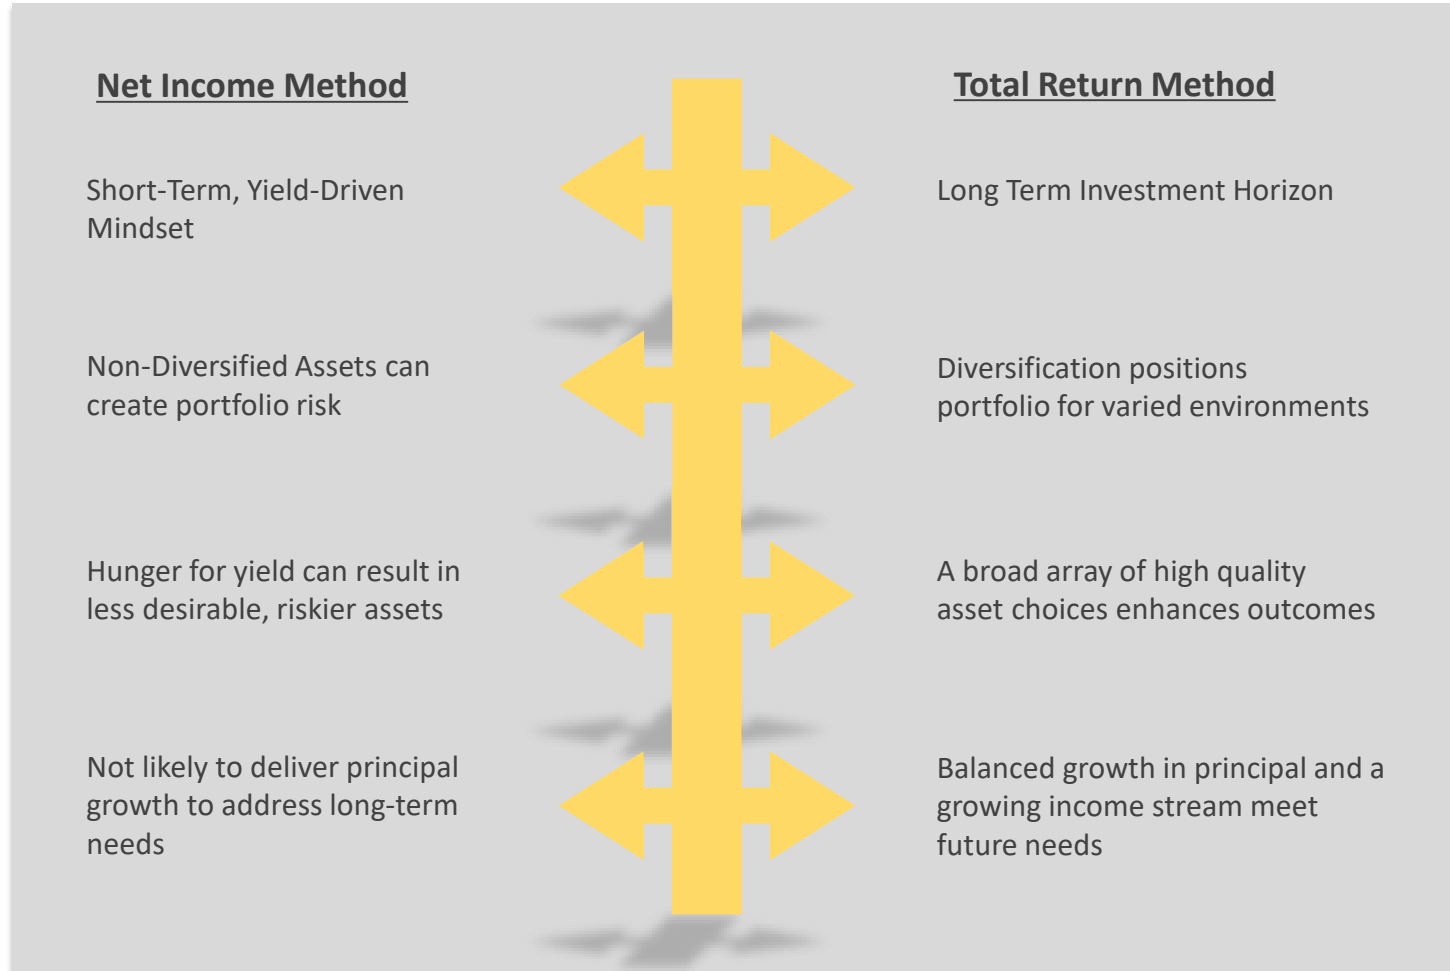 Net Income Method
Total Return Method
Short-Term, Yield-Driven
Mindset
Long Term Investment Horizon
Non-Diversified Assets can
create portfolio risk
Diversification positions
portfolio for varied environments
Hunger for yield can result in
less desirable, riskier assets
A broad array of high quality
asset choices enhances outcomes
Not likely to deliver principal
growth to address long-term
needs
Balanced growth in principal and a
growing income stream meet
future needs